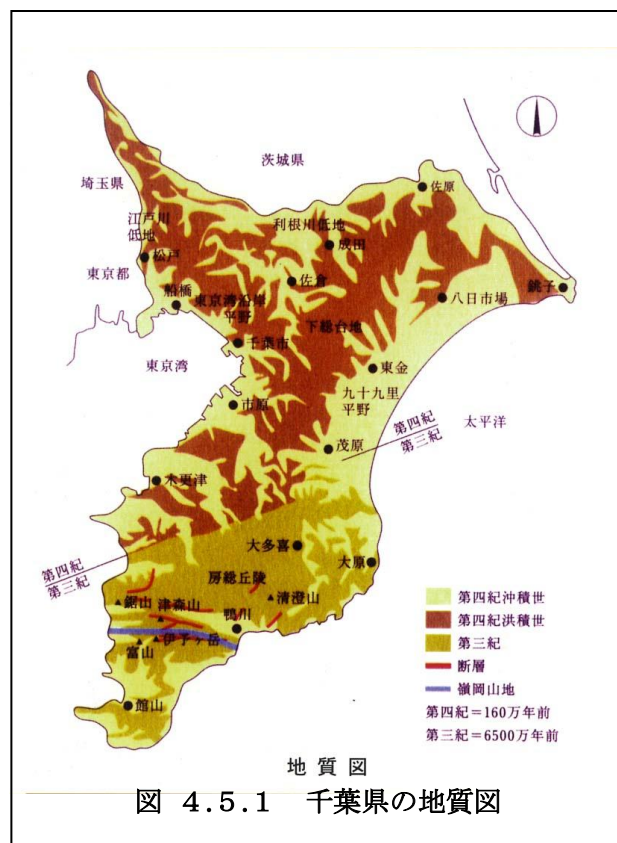 茨城県
埼玉県
佐原
江戸川
低地
利根川低地
成田
松戸
東京都
佐倉
船橋
東京湾沿岸
平野
八日市場
銚子
下総台地
千葉市
東京湾
東金
九十九里
平野
市原
太平洋
第四紀
第三紀
茂原
木更津
大多喜
大原
第四紀
第三紀
房総丘陵
鋸山
津森山
清澄山
鴨川
伊予ヶ岳
富山
館山
第四紀沖積世
第四紀洪積世
第三紀
断層
嶺岡山地
第四紀=160万年前
第三紀=6500万年前
地質図
図 4.5.1 千葉県の地質図